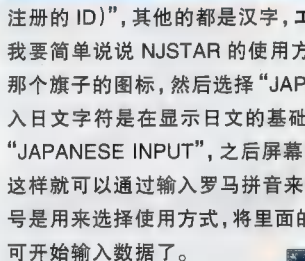 注册的 ID)”,其他的都是汉字,
我要简单说说 NJSTAR 的使用方
那个旗子的图标,然后选择“JAP
入日文字符是在显示日文的基础
“JAPANESE INPUT”,之后屏幕
这样就可以通过输入罗马拼音来
号是用来选择使用方式,将里面的
可开始输入数据了。